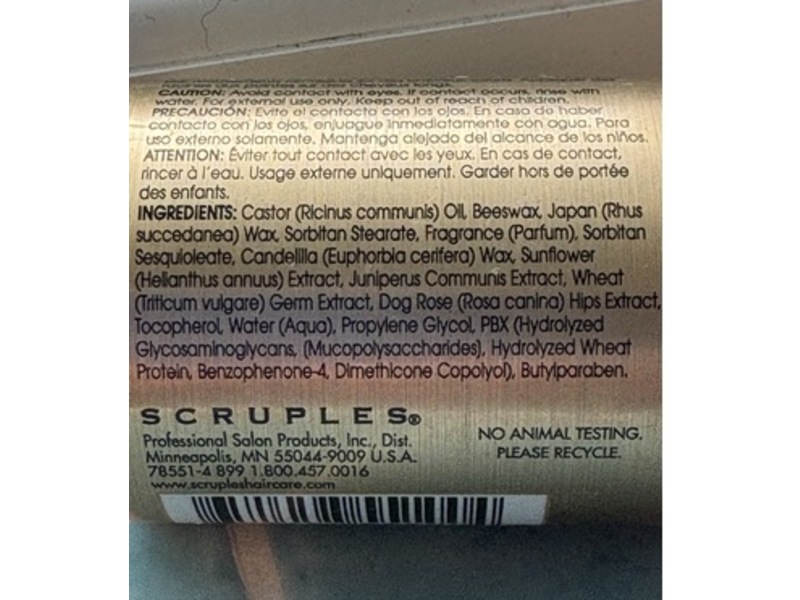 CAUTION: Avoid contact with eyes. If contact occurs, rinse with
water. For external use only. Keep out of reach of children.
PRECAUCIÓN: Evite el contacto con los ojos. En caso de haber
contacto con los ojos, enjuague inmediatamente con agua. Para
uso externo solamente. Mantenga alejado del alcance de los niños.
ATTENTION: Éviter tout contact avec les yeux. En cas de contact,
rincer à l'eau. Usage externe uniquement. Garder hors de portée
des enfants.
INGREDIENTS: Castor (Ricinus communis) Oil, Beeswax, Japan (Rhus
succedanea) Wax, Sorbitan Stearate, Fragrance (Parfum), Sorbitan
Sesquioleate, Candelilla (Euphorbia cerifera) Wax, Sunflower
(Helianthus annuus) Extract, Juniperus Communis Extract, Wheat
(Triticum vulgare) Germ Extract, Dog Rose (Rosa canina) Hips Extract,
Tocopherol, Water (Aqua), Propylene Glycol, PBX (Hydrolyzed
Glycosaminoglycans, (Mucopolysaccharides), Hydrolyzed Wheat
Protein, Benzophenone-4, Dimethicone Copolyol), Butylparaben.
SCRUPLES®
Professional Salon Products, Inc., Dist.
Minneapolis, MN 55044-9009 U.S.A.
78551-4 899 1.800.457.0016
www.scrupleshaircare.com
NO ANIMAL TESTING.
PLEASE RECYCLE.